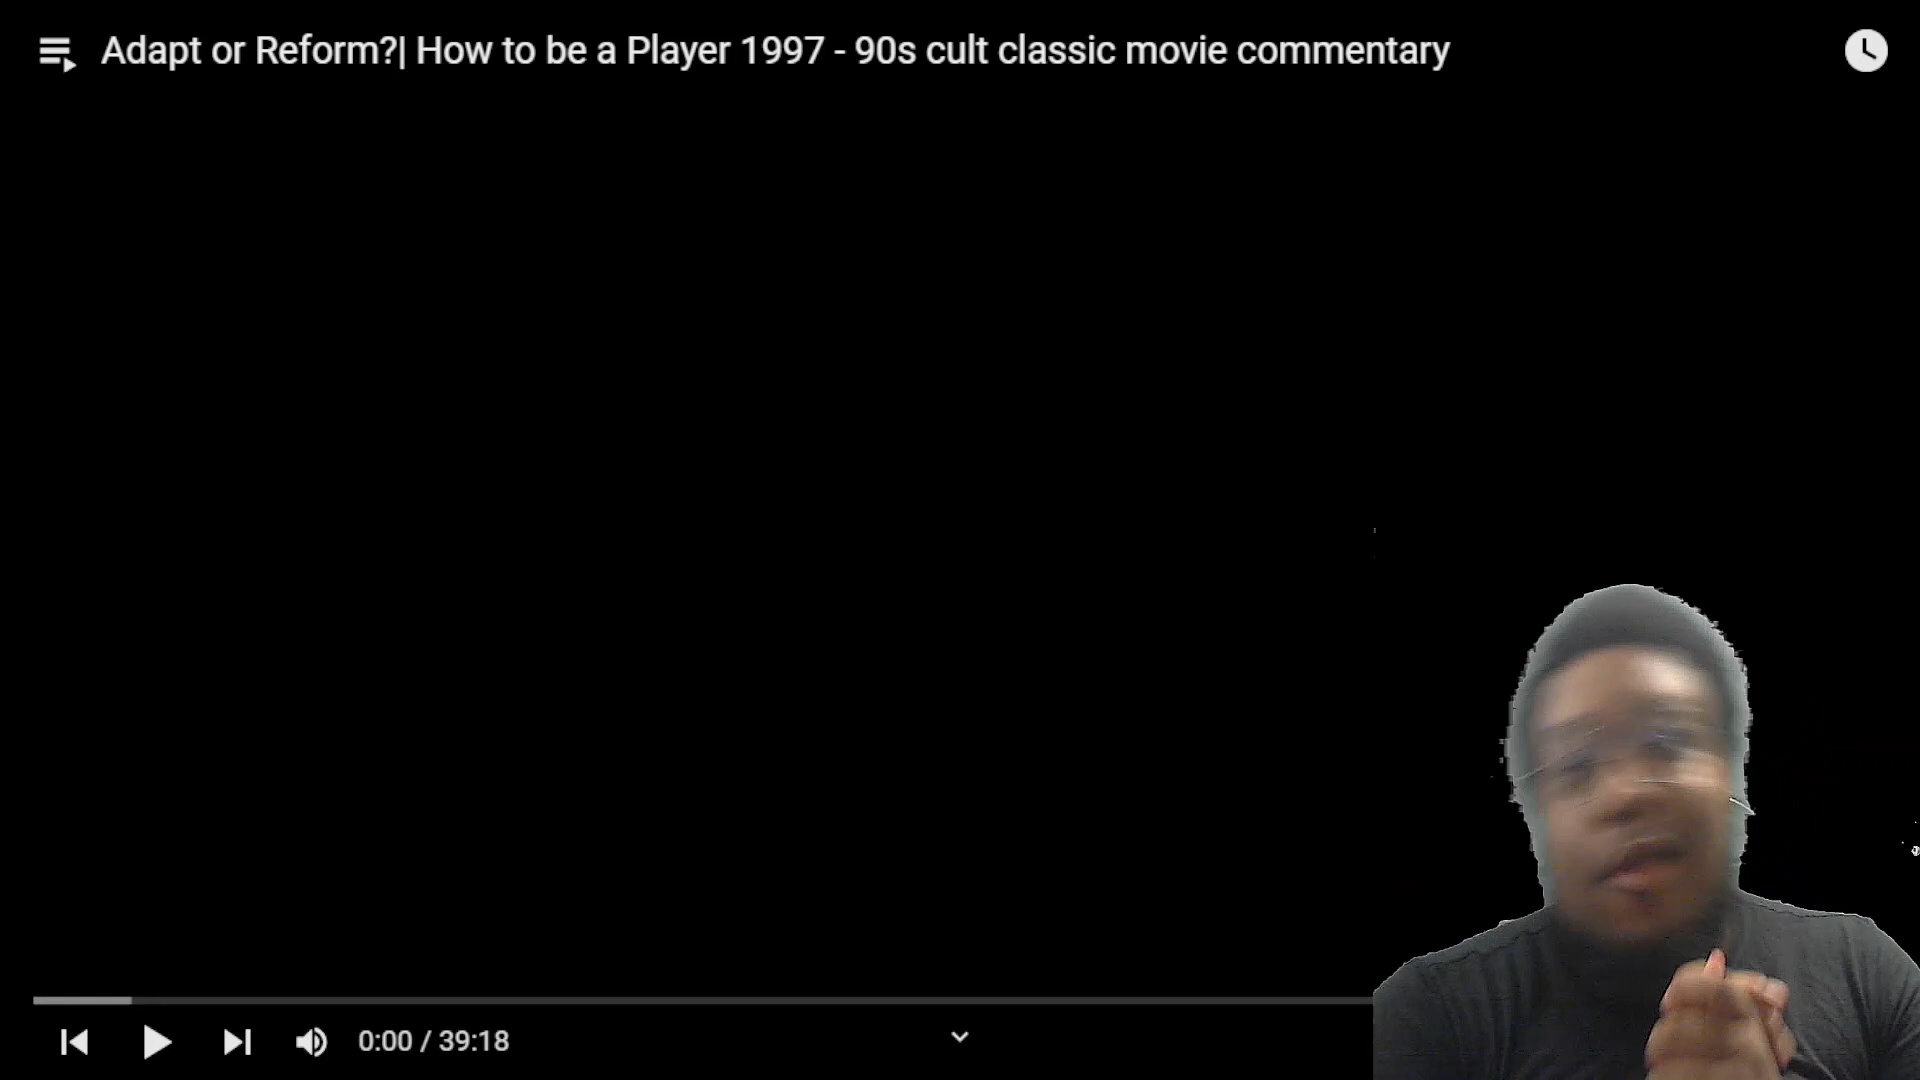 Adapt or Reform?| How to be a Player 1997 - 90s cult classic movie commentary
0:00 / 39:18